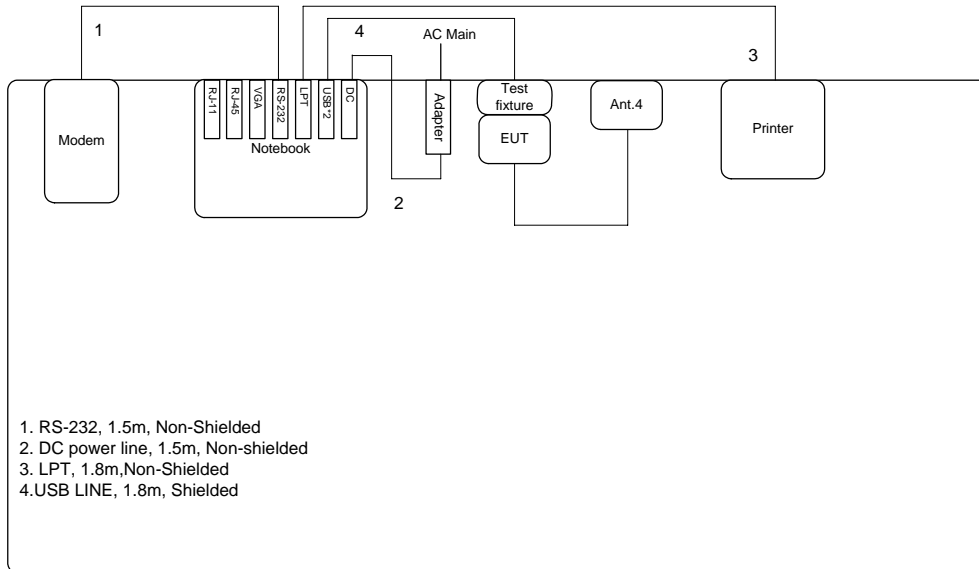 1
4
AC Main
3
Modem
RJ-11
RJ-45
VGA
RS-232
LPT
USB*2
DC
Notebook
Adapter
2
Test
fixture
EUT
Ant.4
Printer
1. RS-232, 1.5m, Non-Shielded
2. DC power line, 1.5m, Non-shielded
3. LPT, 1.8m,Non-Shielded
4.USB LINE, 1.8m, Shielded